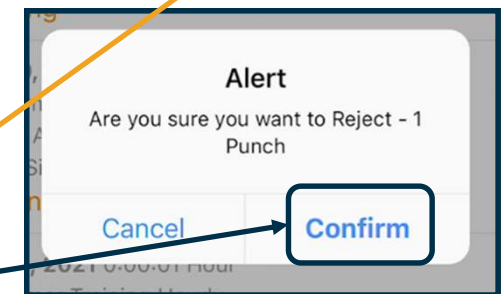 Alert
Are you sure you want to Reject - 1
Punch
Cancel
Confirm
2021 0:00:01 Hour